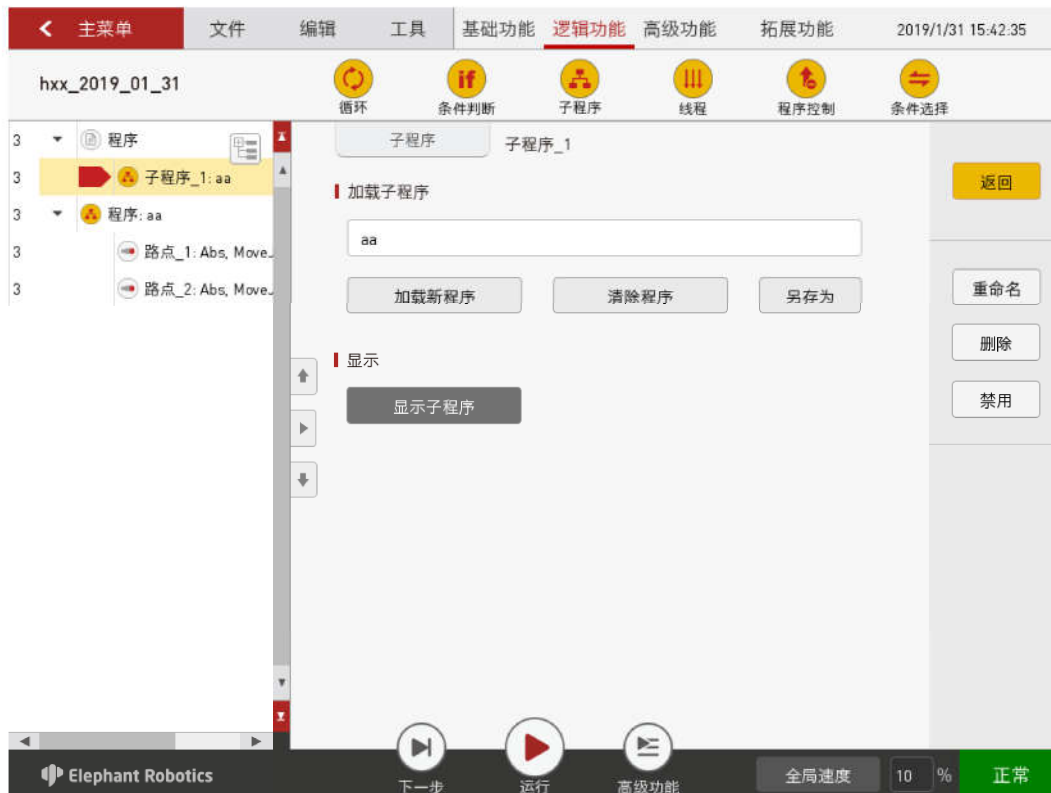 主菜单 文件 编辑 工具 基础功能 逻辑功能 高级功能 拓展功能 2019/1/31 15:42:35
hxx_2019_01_31
if
循环 条件判断 子程序 线程 程序控制 条件选择
3 程序
3 子程序_1: aa
3 程序: aa
3 路点_1: Abs, Move
3 路点_2: Abs, Move
子程序 子程序_1
加载子程序
aa
加载新程序 清除程序 另存为
显示
显示子程序
返回
重命名
删除
禁用
Elephant Robotics
下一步 运行 高级功能
全局速度 10 % 正常